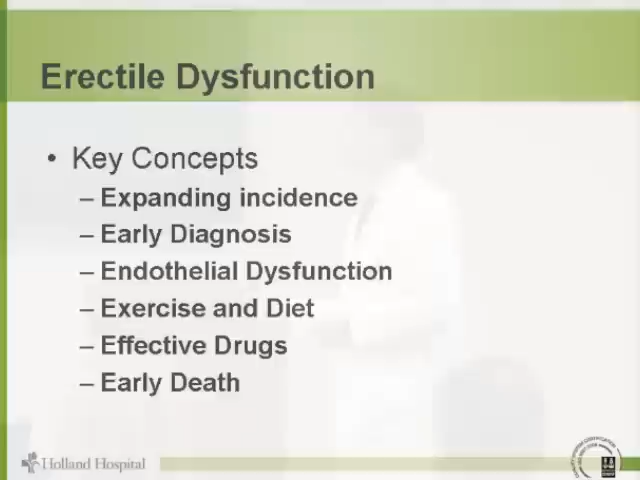 Erectile Dysfunction
• Key Concepts
– Expanding incidence
– Early Diagnosis
– Endothelial Dysfunction
– Exercise and Diet
– Effective Drugs
– Early Death
Holland Hospital